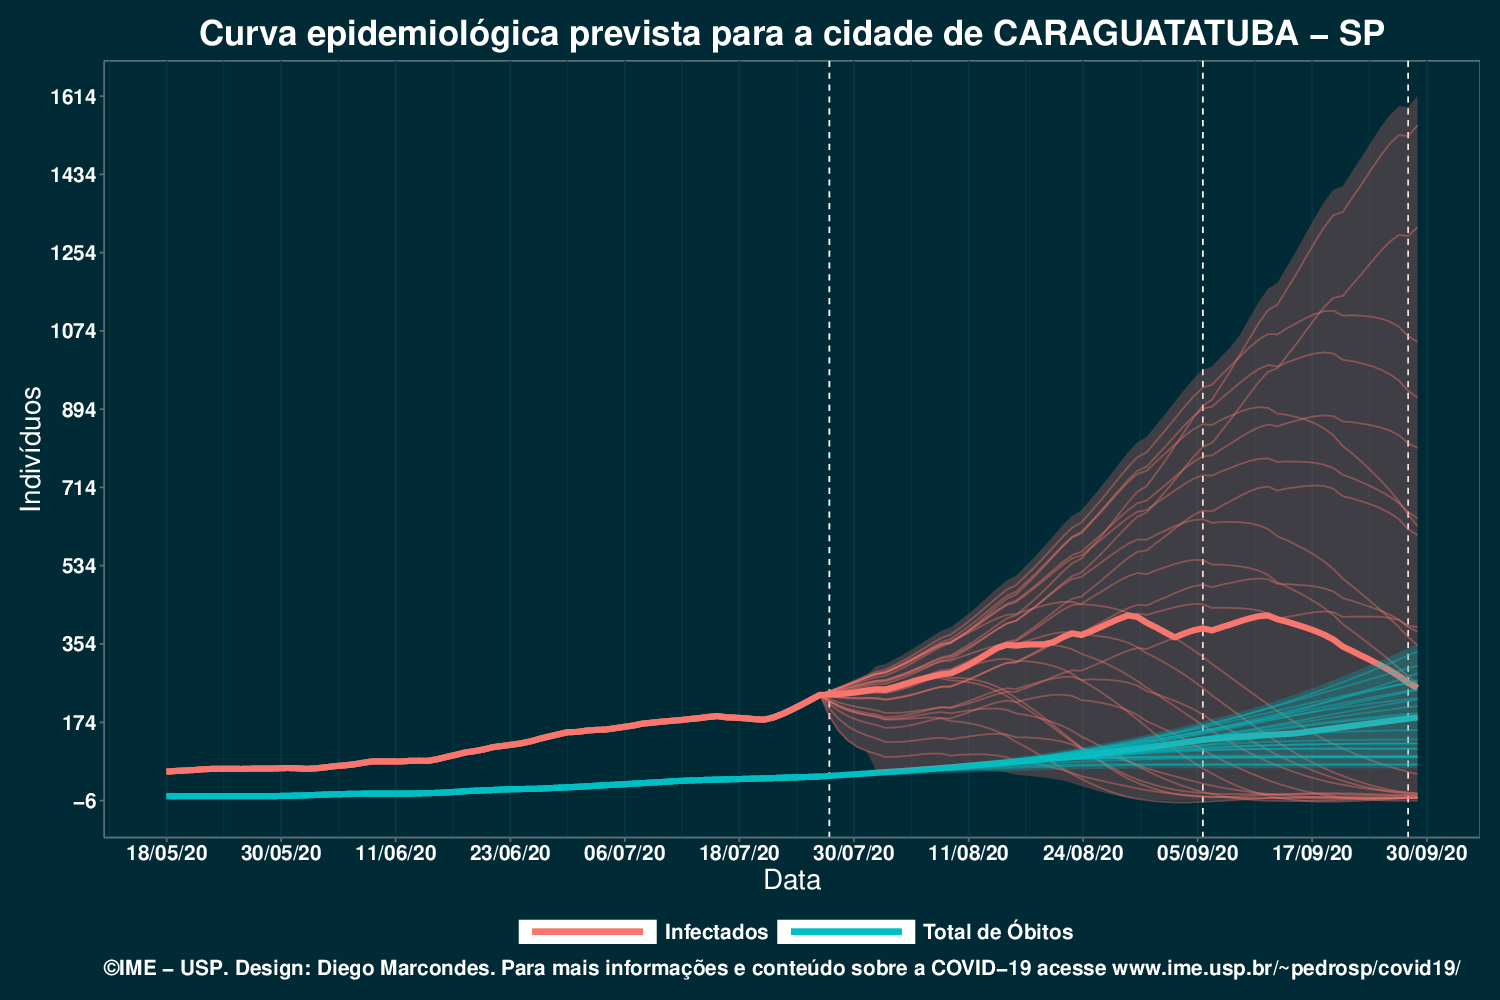 Curva epidemiológica prevista para a cidade de CARAGUATATUBA – SP
Indivíduos
1614
1434
1254
1074
894
714
534
354
174
−6
18/05/20 30/05/20 11/06/20 23/06/20 06/07/20 18/07/20 30/07/20 11/08/20 24/08/20 05/09/20 17/09/20 30/09/20
Data
Infectados Total de Óbitos
©IME – USP. Design: Diego Marcondes. Para mais informações e conteúdo sobre a COVID−19 acesse www.ime.usp.br/~pedrosp/covid19/